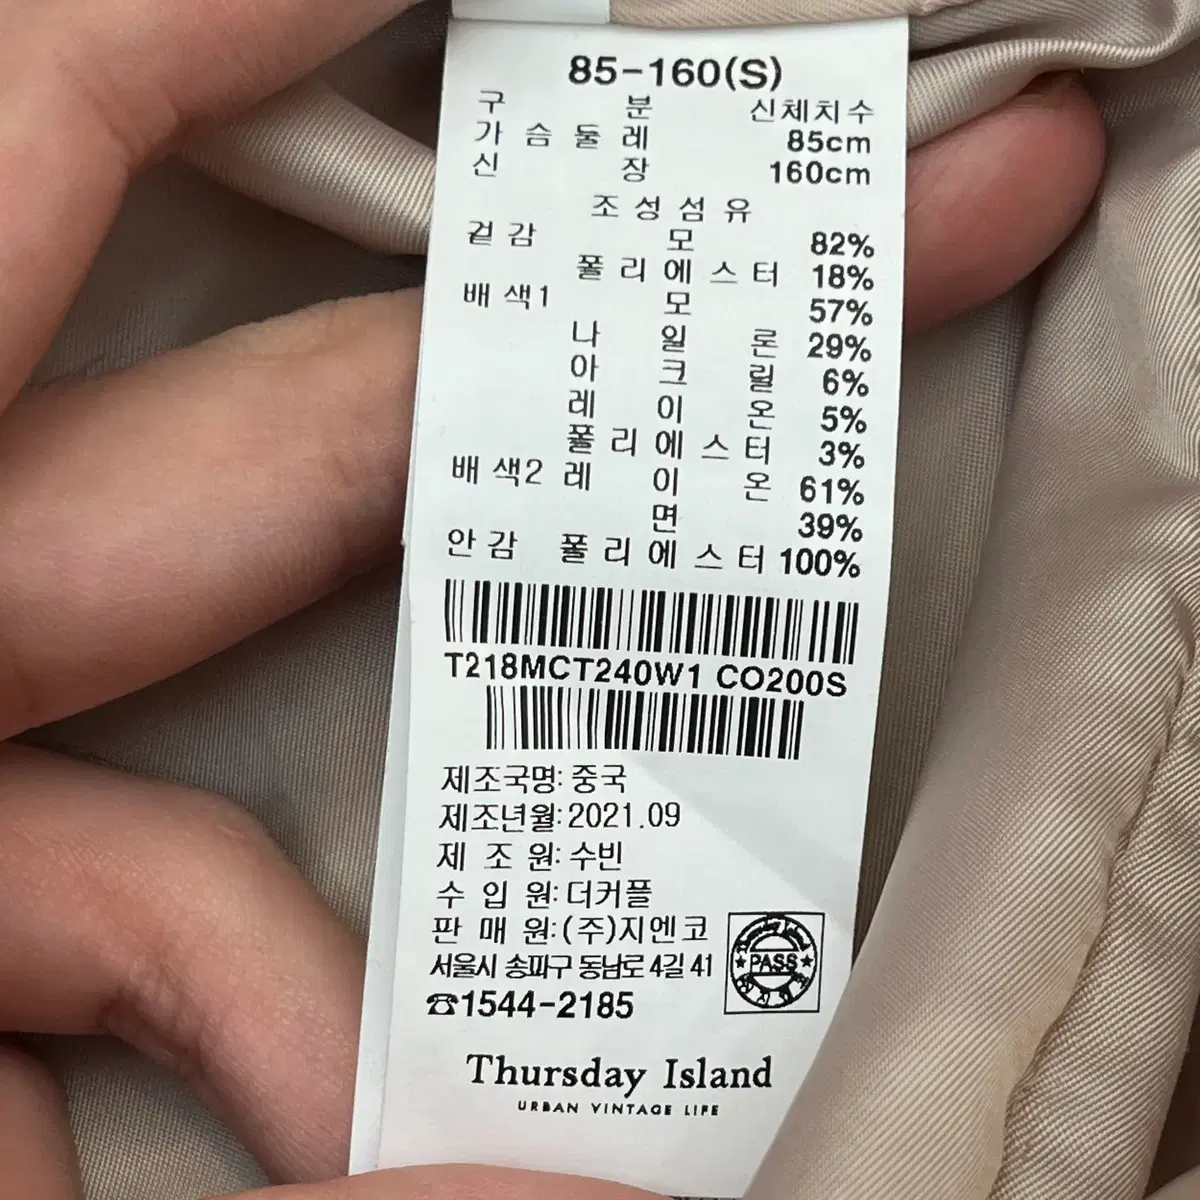 85-160(S)
구 분 신체치수
가슴둘레 85cm
신 장 160cm
조성섬유
겉감 모 82%
폴리에스터 18%
배색1 모 57%
나일론 29%
아크릴 6%
레이온 5%
폴리에스터 3%
배색2 레이온 61%
면 39%
안감 폴리에스터 100%
T218MCT240W1 CO200S
제조국명: 중국
제조년월: 2021.09
제 조 원: 수빈
수 입 원: 더커플
판 매 원: (주)지엔코
서울시 송파구 동남로 4길 41
☎1544-2185
★PASS★
Thursday Island
URBAN VINTAGE LIFE